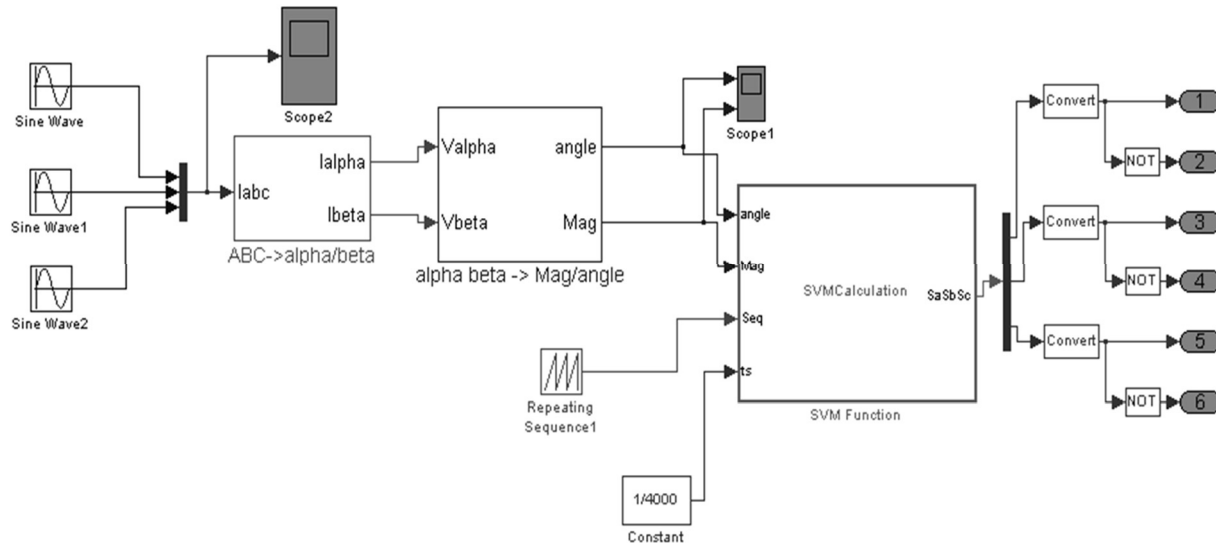 Sine Wave
Sine Wave1
Sine Wave2
Scope2
Iabc
Ialpha
Ibeta
ABC->alpha/beta
Valpha
Vbeta
angle
Mag
alpha beta -> Mag/angle
Scope1
angle
Mag
Seq
ts
SVMCalculation
SaSbSc
SVM Function
Repeating
Sequence1
1/4000
Constant
Convert
1
NOT
2
Convert
3
NOT
4
Convert
5
NOT
6